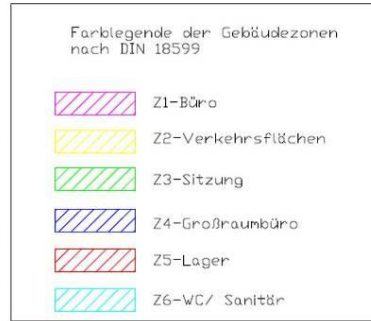 Farblegende der Gebäudezonen
nach DIN 18599
Z1-Büro
Z2-Verkehrsflächen
Z3-Sitzung
Z4-Großraumbüro
Z5-Lager
Z6-WC/ Sanitär